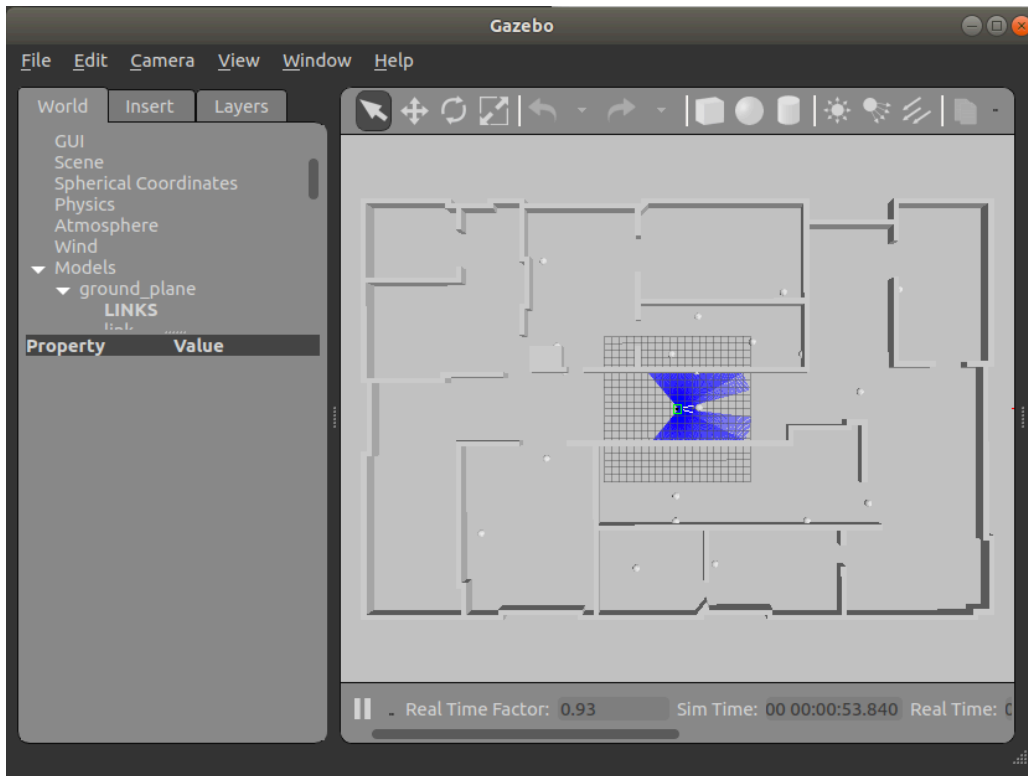 Gazebo
File Edit Camera View Window Help
World Insert Layers
GUI
Scene
Spherical Coordinates
Physics
Atmosphere
Wind
Models
ground_plane
LINKS
link
Property Value
Real Time Factor: 0.93 Sim Time: 00 00:00:53.840 Real Time: